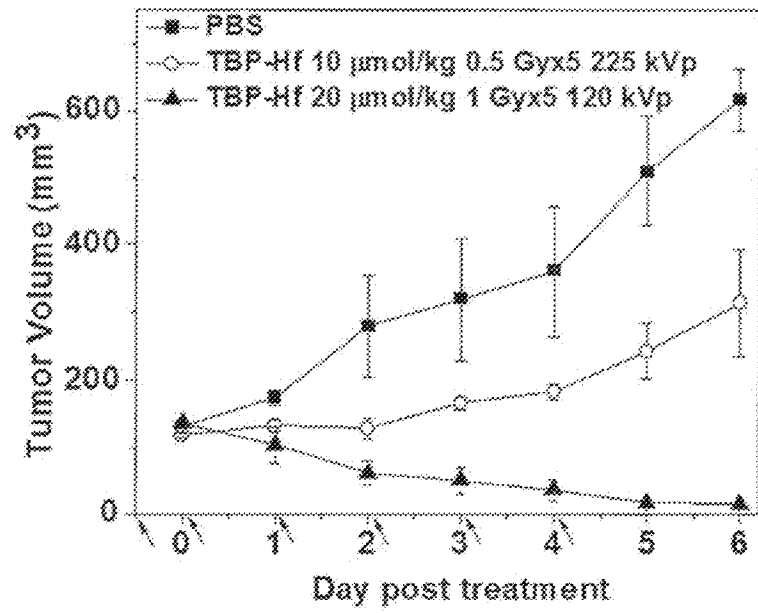 PBS
TBP-Hf 10 μmol/kg 0.5 Gyx5 225 kVp
TBP-Hf 20 μmol/kg 1 Gyx5 120 kVp
Tumor Volume (mm³)
600
400
200
0
0 1 2 3 4 5 6
Day post treatment